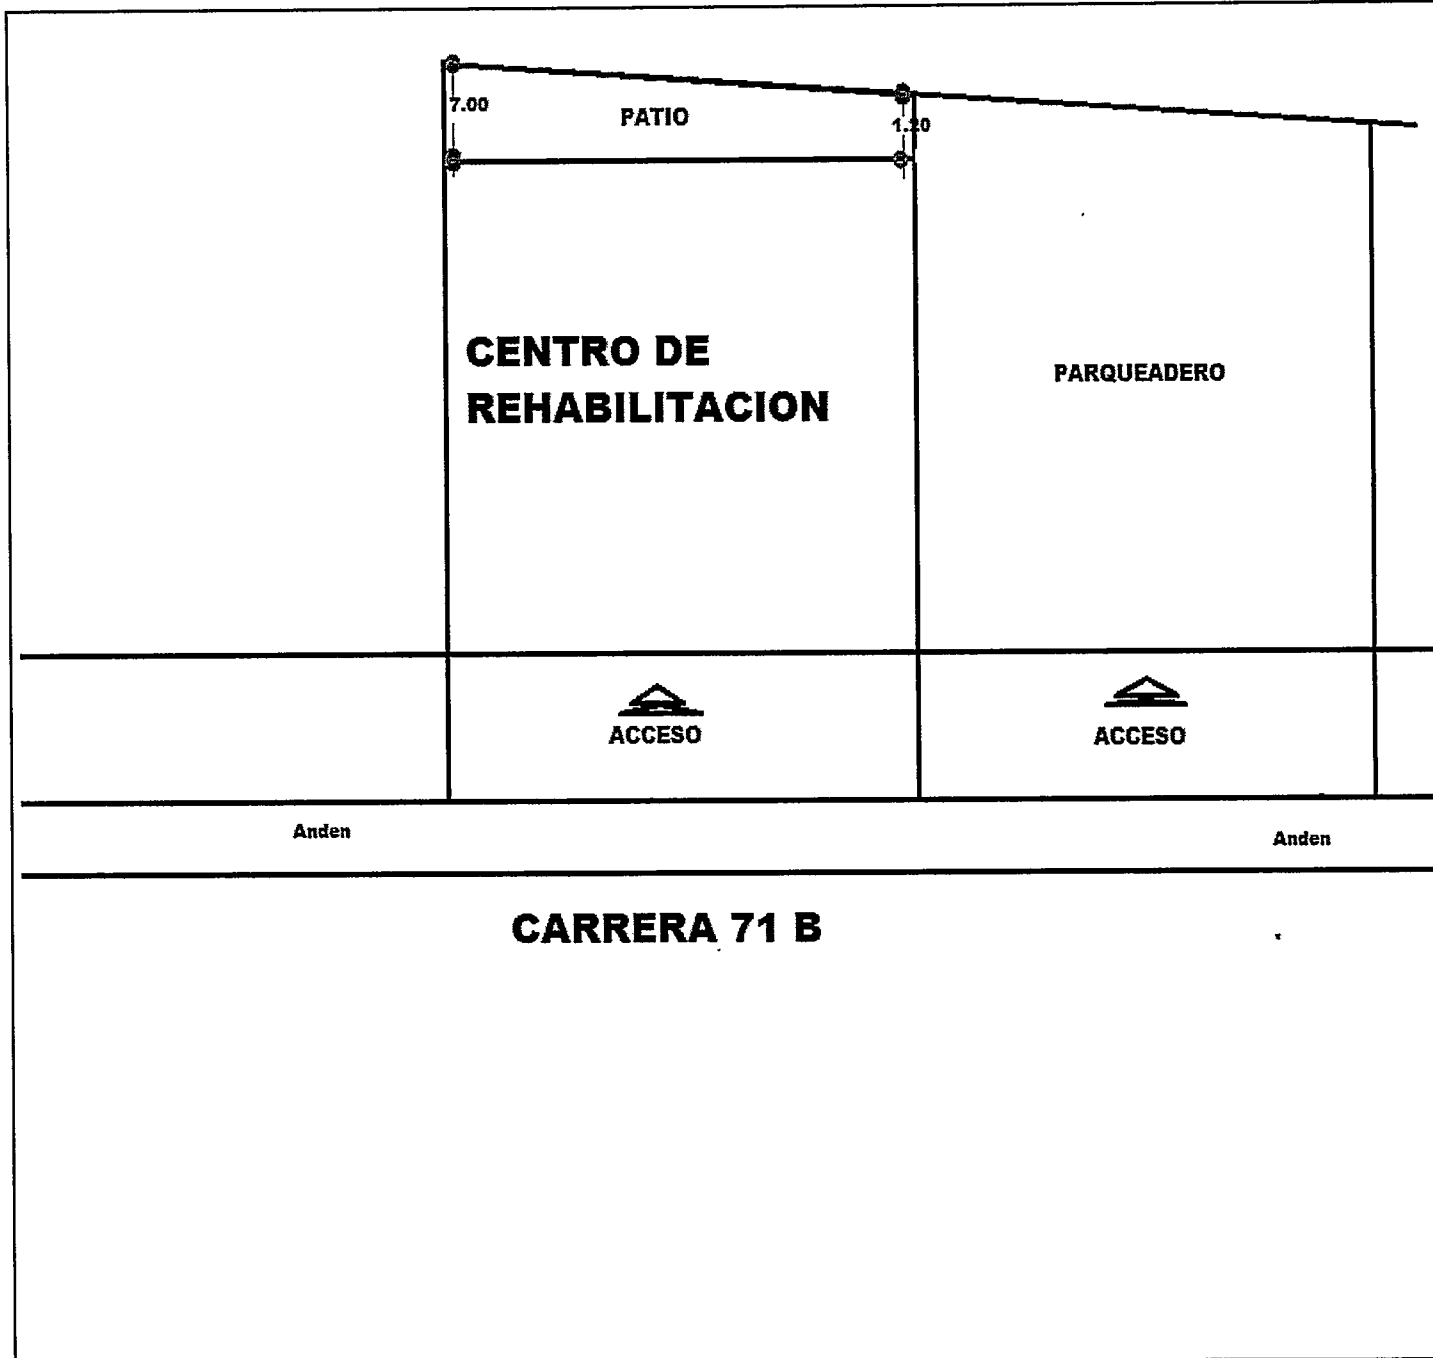 7.00
PATIO
1.20
CENTRO DE
REHABILITACION
PARQUEADERO
ACCESO
ACCESO
Anden
Anden
CARRERA 71 B